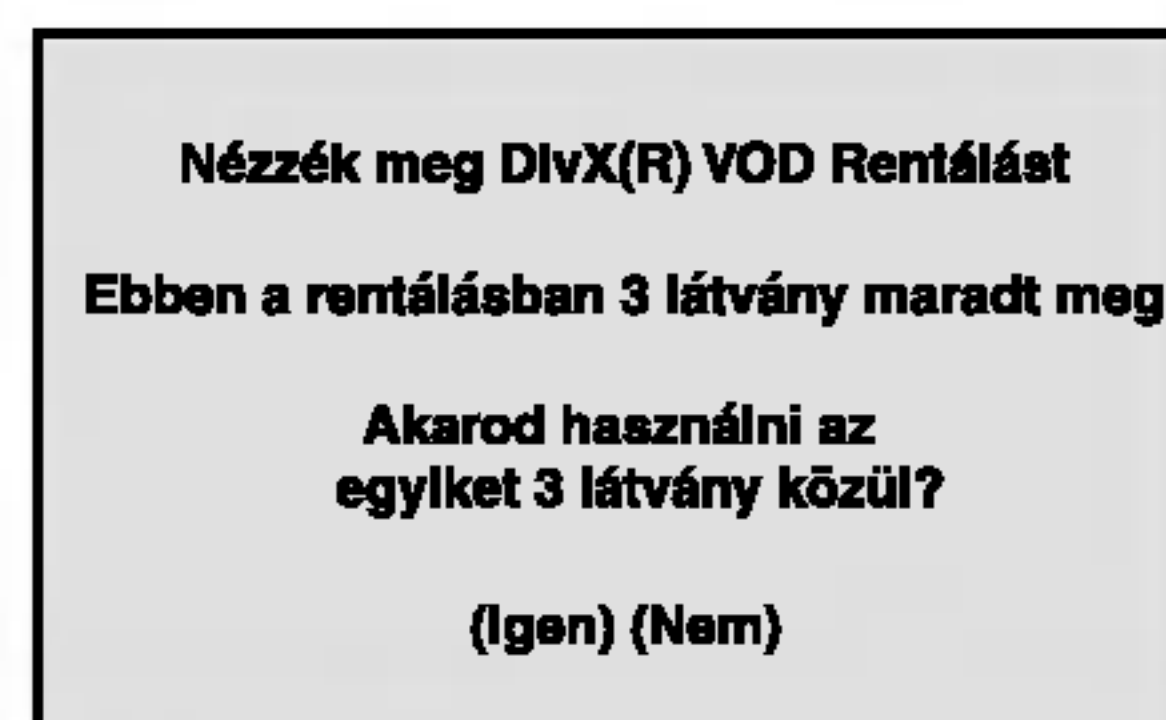 Nézzék meg DivX(R) VOD Rentálást
Ebben a rentálásban 3 látvány maradt meg
Akarod használni az
egyiket 3 látvány közül?
(Igen) (Nem)